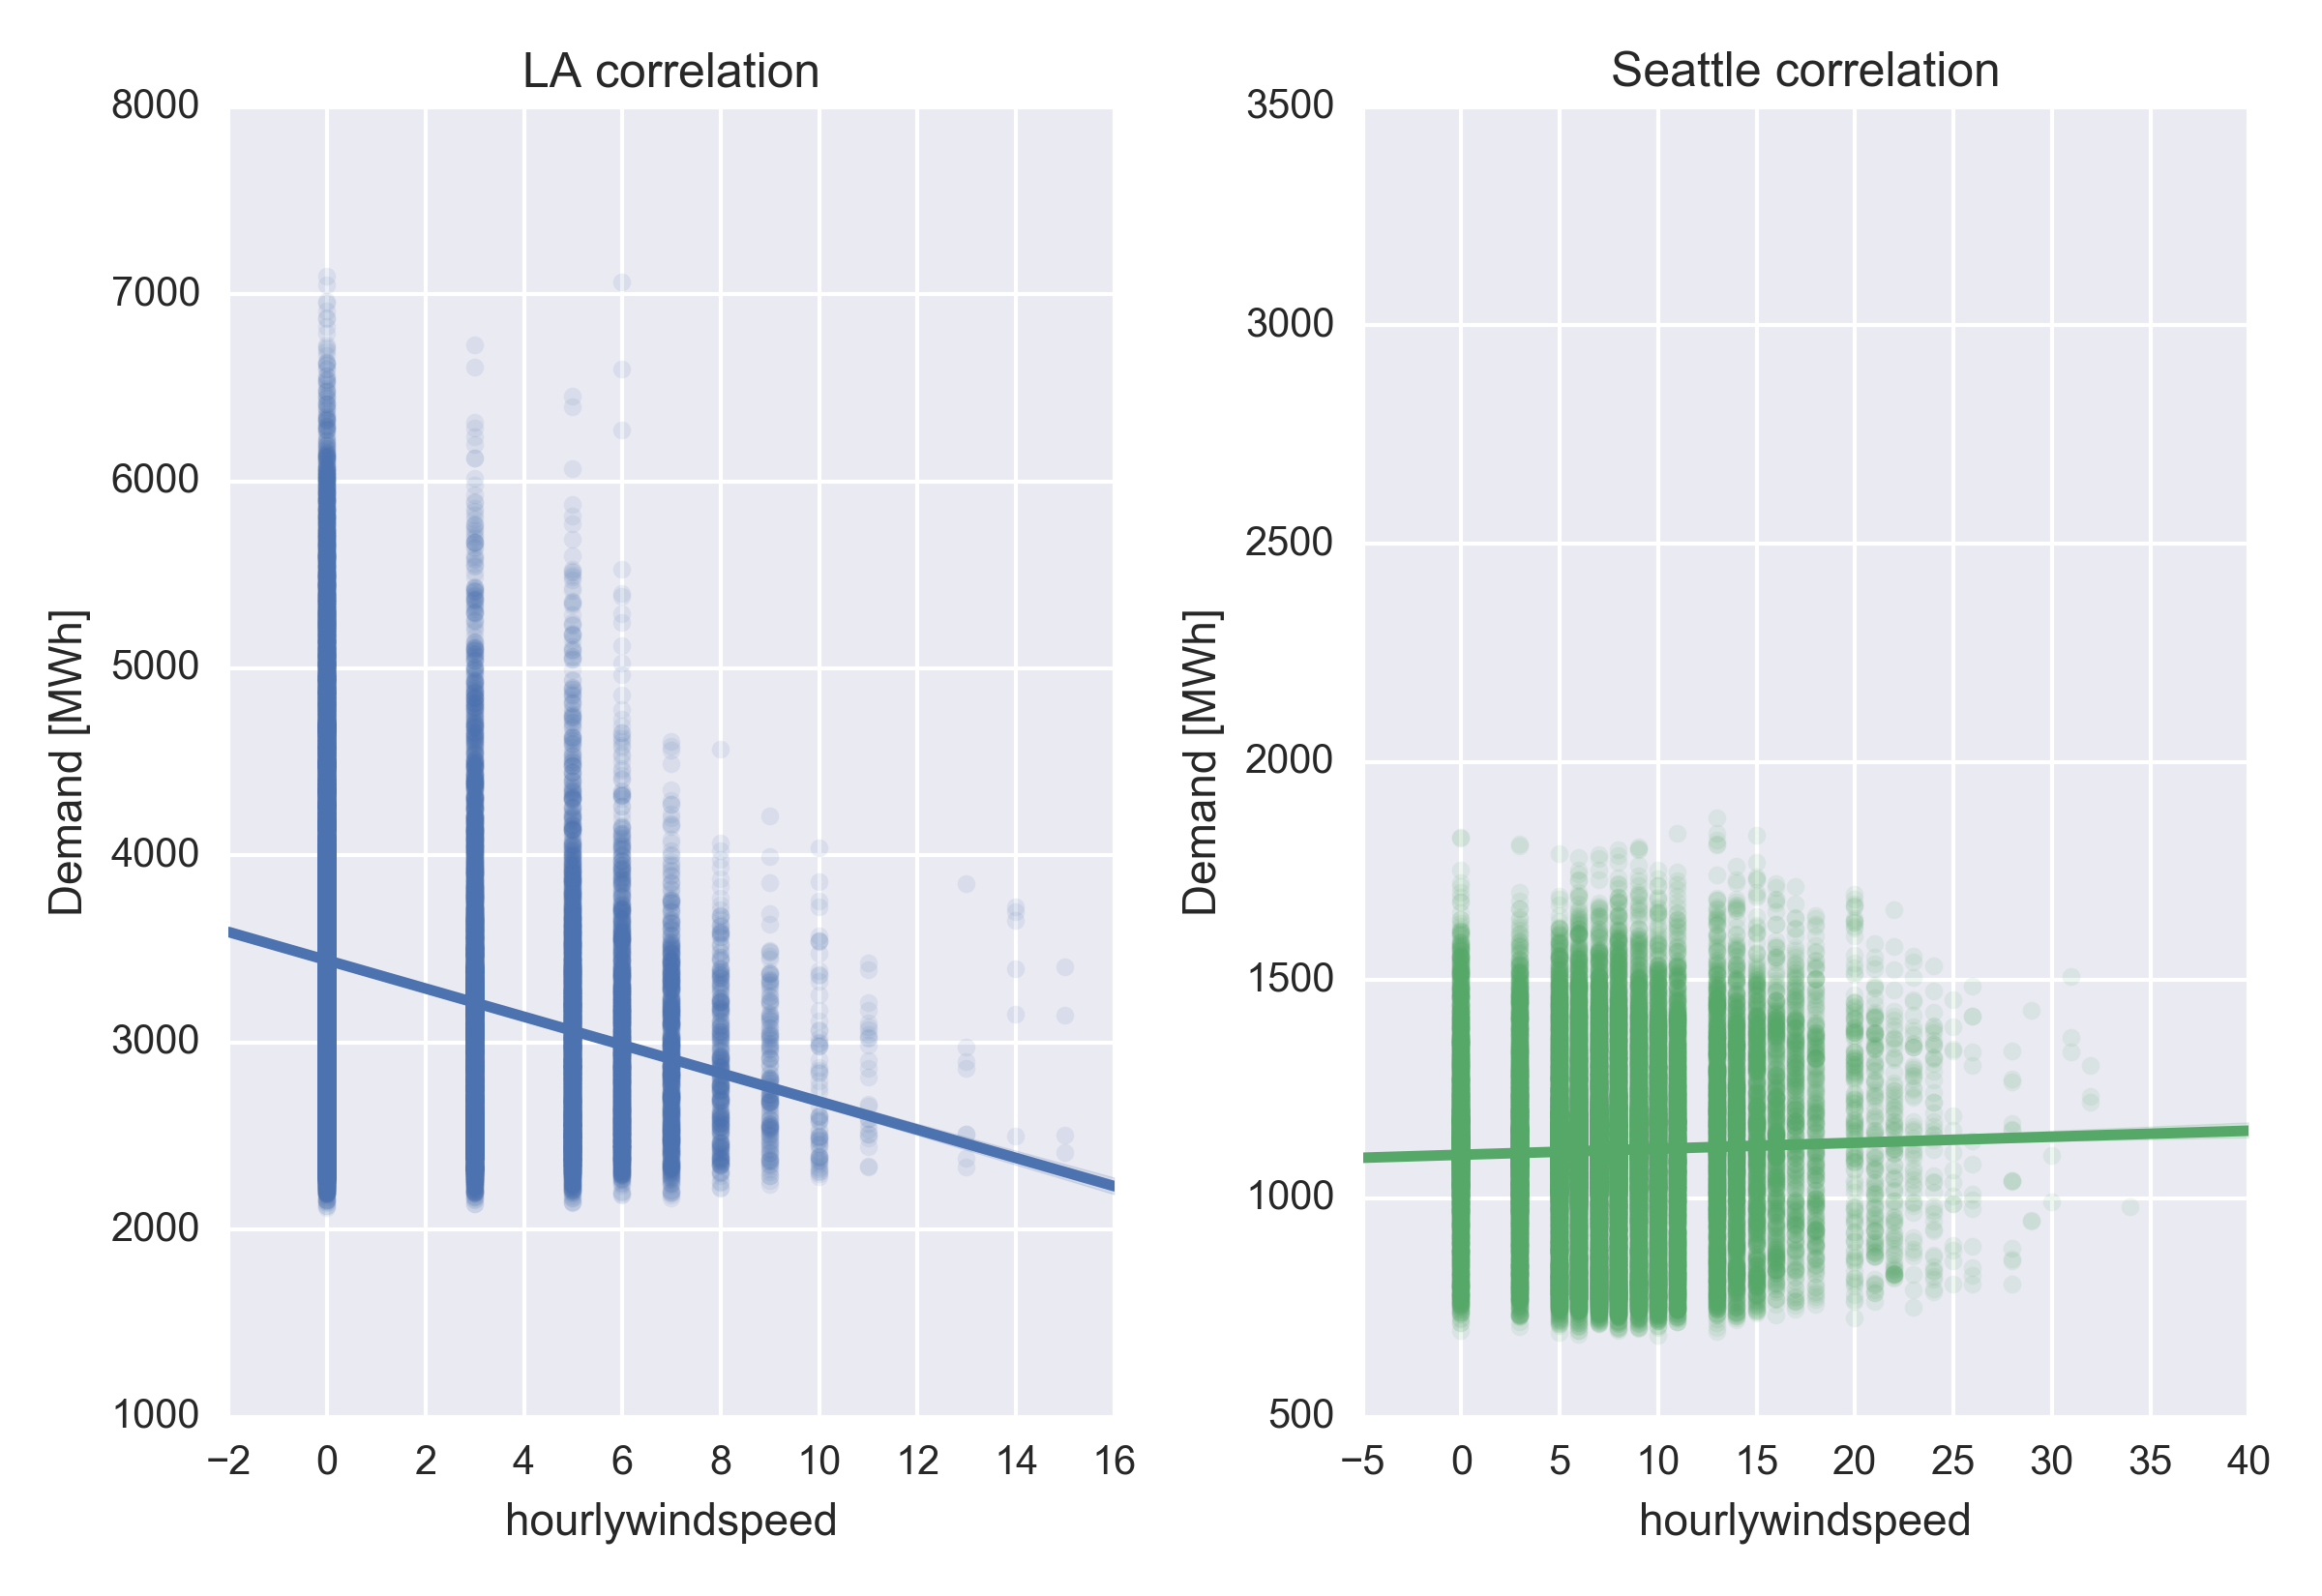 LA correlation
8000
7000
6000
5000
4000
3000
2000
1000
Demand [MWh]
−2 0 2 4 6 8 10 12 14 16
hourlywindspeed
Seattle correlation
3500
3000
2500
2000
1500
1000
500
Demand [MWh]
−5 0 5 10 15 20 25 30 35 40
hourlywindspeed